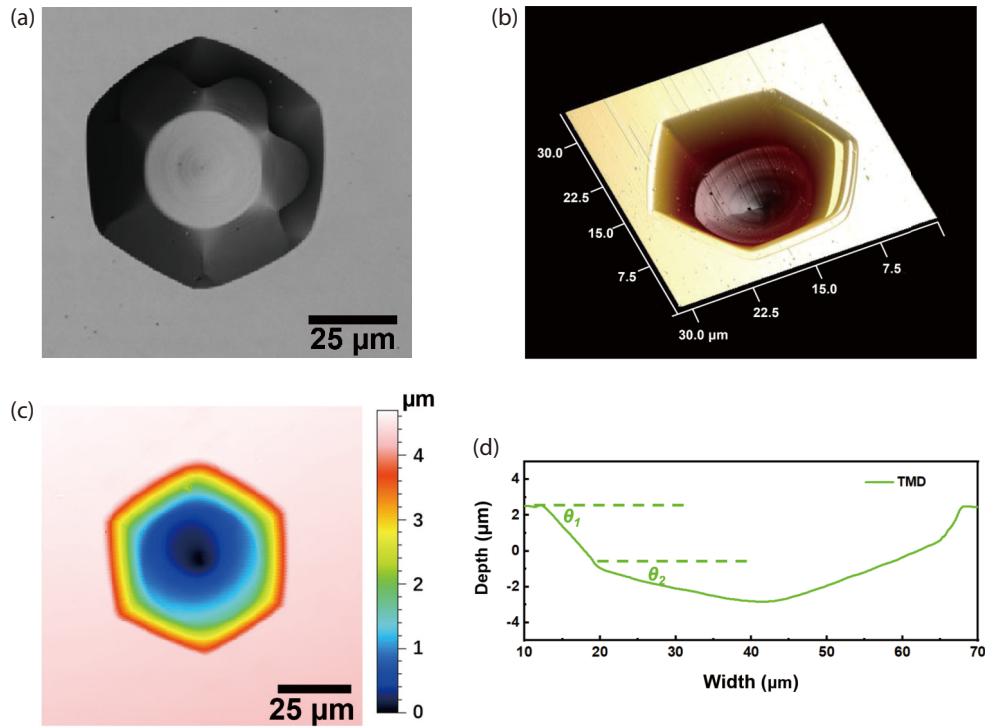 (a)
25 µm
(b)
30.0
22.5
15.0
7.5
7.5
15.0
22.5
30.0 µm
(c)
µm
4
3
2
1
0
25 µm
(d)
4
2
0
-2
-4
Depth (µm)
TMD
θ1
θ2
10 20 30 40 50 60 70
Width (µm)